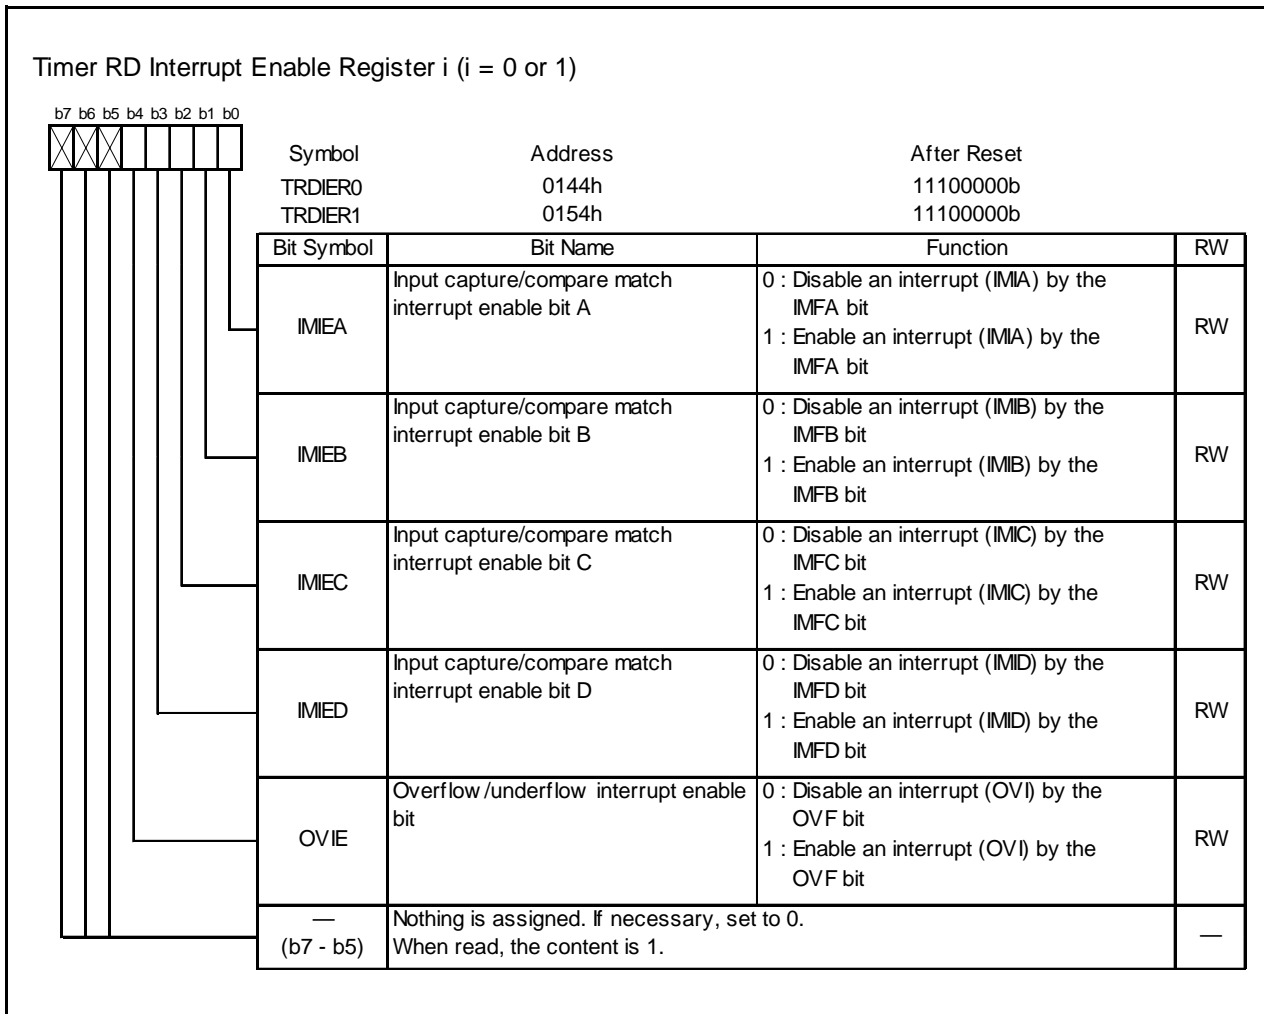 Timer RD Interrupt Enable Register i (i = 0 or 1)
b7 b6 b5 b4 b3 b2 b1 b0
Symbol Address After Reset
TRDIER0 0144h 11100000b
TRDIER1 0154h 11100000b
Bit Symbol Bit Name Function RW
IMIEA Input capture/compare match
interrupt enable bit A
0 : Disable an interrupt (IMIA) by the
IMFA bit
1 : Enable an interrupt (IMIA) by the
IMFA bit
RW
IMIEB Input capture/compare match
interrupt enable bit B
0 : Disable an interrupt (IMIB) by the
IMFB bit
1 : Enable an interrupt (IMIB) by the
IMFB bit
RW
IMIEC Input capture/compare match
interrupt enable bit C
0 : Disable an interrupt (IMIC) by the
IMFC bit
1 : Enable an interrupt (IMIC) by the
IMFC bit
RW
IMIED Input capture/compare match
interrupt enable bit D
0 : Disable an interrupt (IMID) by the
IMFD bit
1 : Enable an interrupt (IMID) by the
IMFD bit
RW
OVIE Overflow/underflow interrupt enable
bit
0 : Disable an interrupt (OVI) by the
OVF bit
1 : Enable an interrupt (OVI) by the
OVF bit
RW
—
(b7 - b5)
Nothing is assigned. If necessary, set to 0.
When read, the content is 1.
—